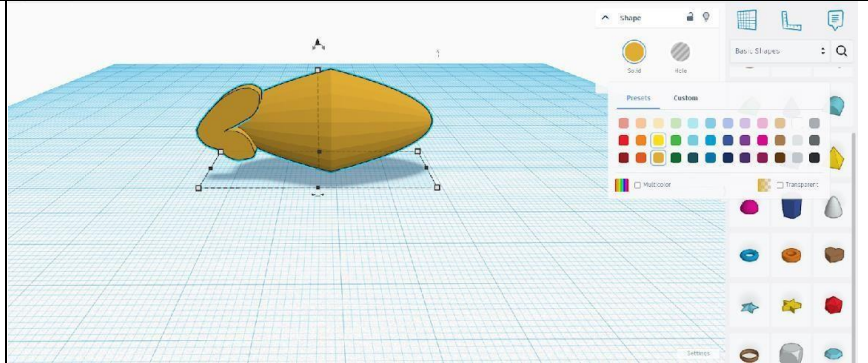 Shape
Solid
Hole
Basic Shapes
Presets
Custom
Multicolor
Transparent
Settings